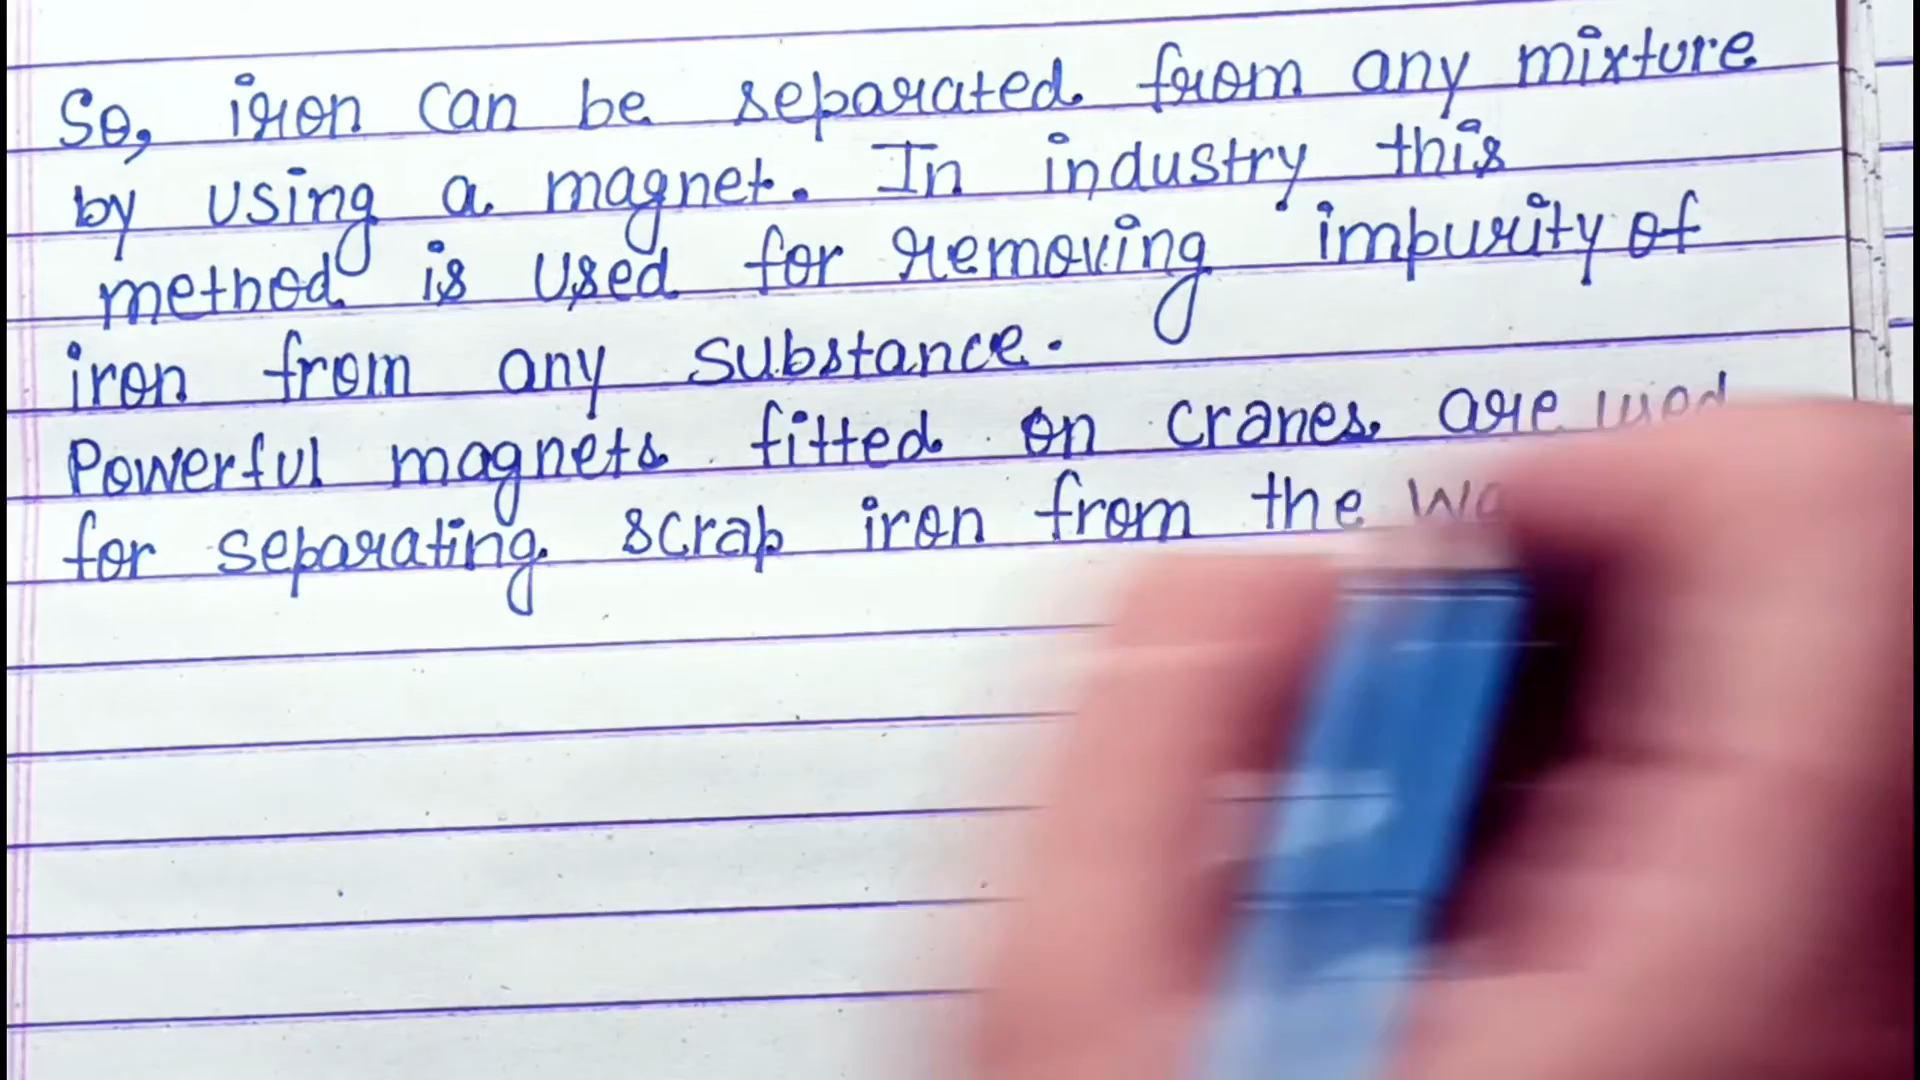 So, iron can be separated from any mixture
by using a magnet. In industry this
method is used for removing impurity of
iron from any substance.
Powerful magnets fitted on cranes are used
for separating scrap iron from the